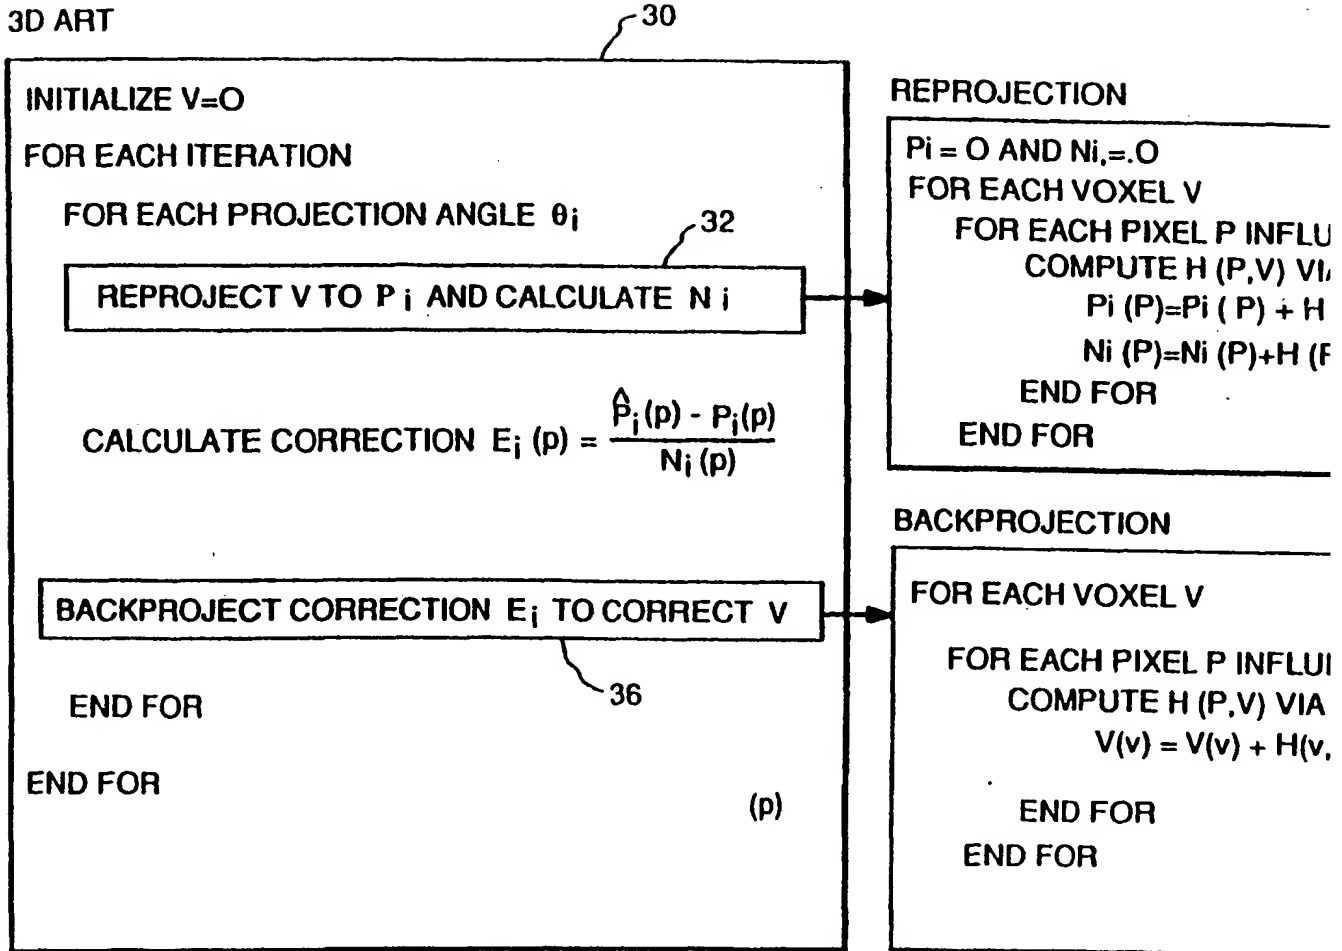 3D ART
30
INITIALIZE V=O
FOR EACH ITERATION
FOR EACH PROJECTION ANGLE θi
32
REPROJECT V TO P i AND CALCULATE N i
CALCULATE CORRECTION Ei (p) = P̂i(p) - Pi(p) / Ni(p)
BACKPROJECT CORRECTION Ei TO CORRECT V
36
END FOR
END FOR
(p)
REPROJECTION
Pi = O AND Ni,=.O
FOR EACH VOXEL V
FOR EACH PIXEL P
COMPUTE H (P,V)
Pi (P)=Pi ( P) + H
Ni (P)=Ni (P)+H
END FOR
END FOR
BACKPROJECTION
FOR EACH VOXEL V
FOR EACH PIXEL P
COMPUTE H (P,V) VIA
V(v) = V(v) + H(v,
END FOR
END FOR